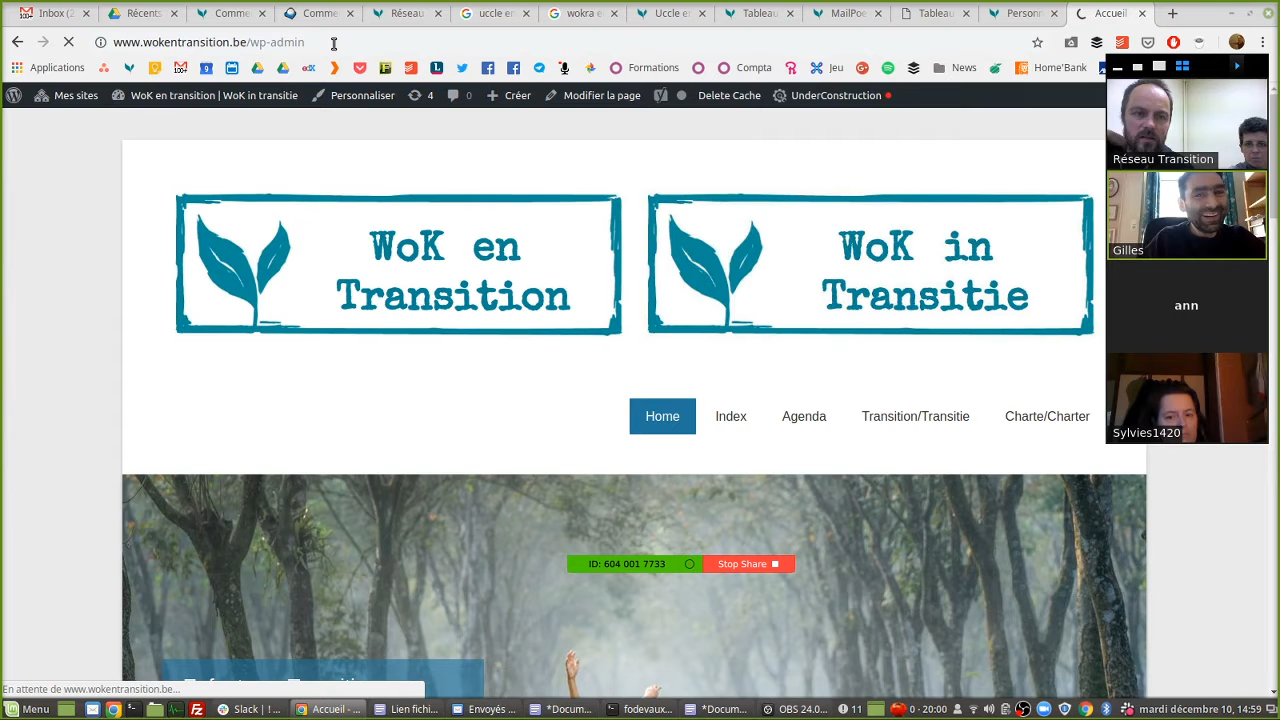 Inbox (2
Récents
Comme
Comme
Réseau
uccle en
wokra e
Uccle en
Tableau
MailPoe
Tableau
Personn
Accueil
www.wokentransition.be/wp-admin
Applications
Formations
Compta
Jeu
News
Home'Bank
Mes sites
WoK en transition | WoK in transitie
Personnaliser
4
0
Créer
Modifier la page
Delete Cache
UnderConstruction
Réseau Transition
Gilles
ann
Sylvies1420
WoK en
Transition
WoK in
Transitie
Home
Index
Agenda
Transition/Transitie
Charte/Charter
ID: 604 001 7733
Stop Share
En attente de www.wokentransition.be...
Menu
Slack | !...
Accueil - ...
Lien fichi...
Envoyés ...
*Docum...
fodevaux...
*Docum...
OBS 24.0...
11
0 - 20:00
mardi décembre 10, 14:59